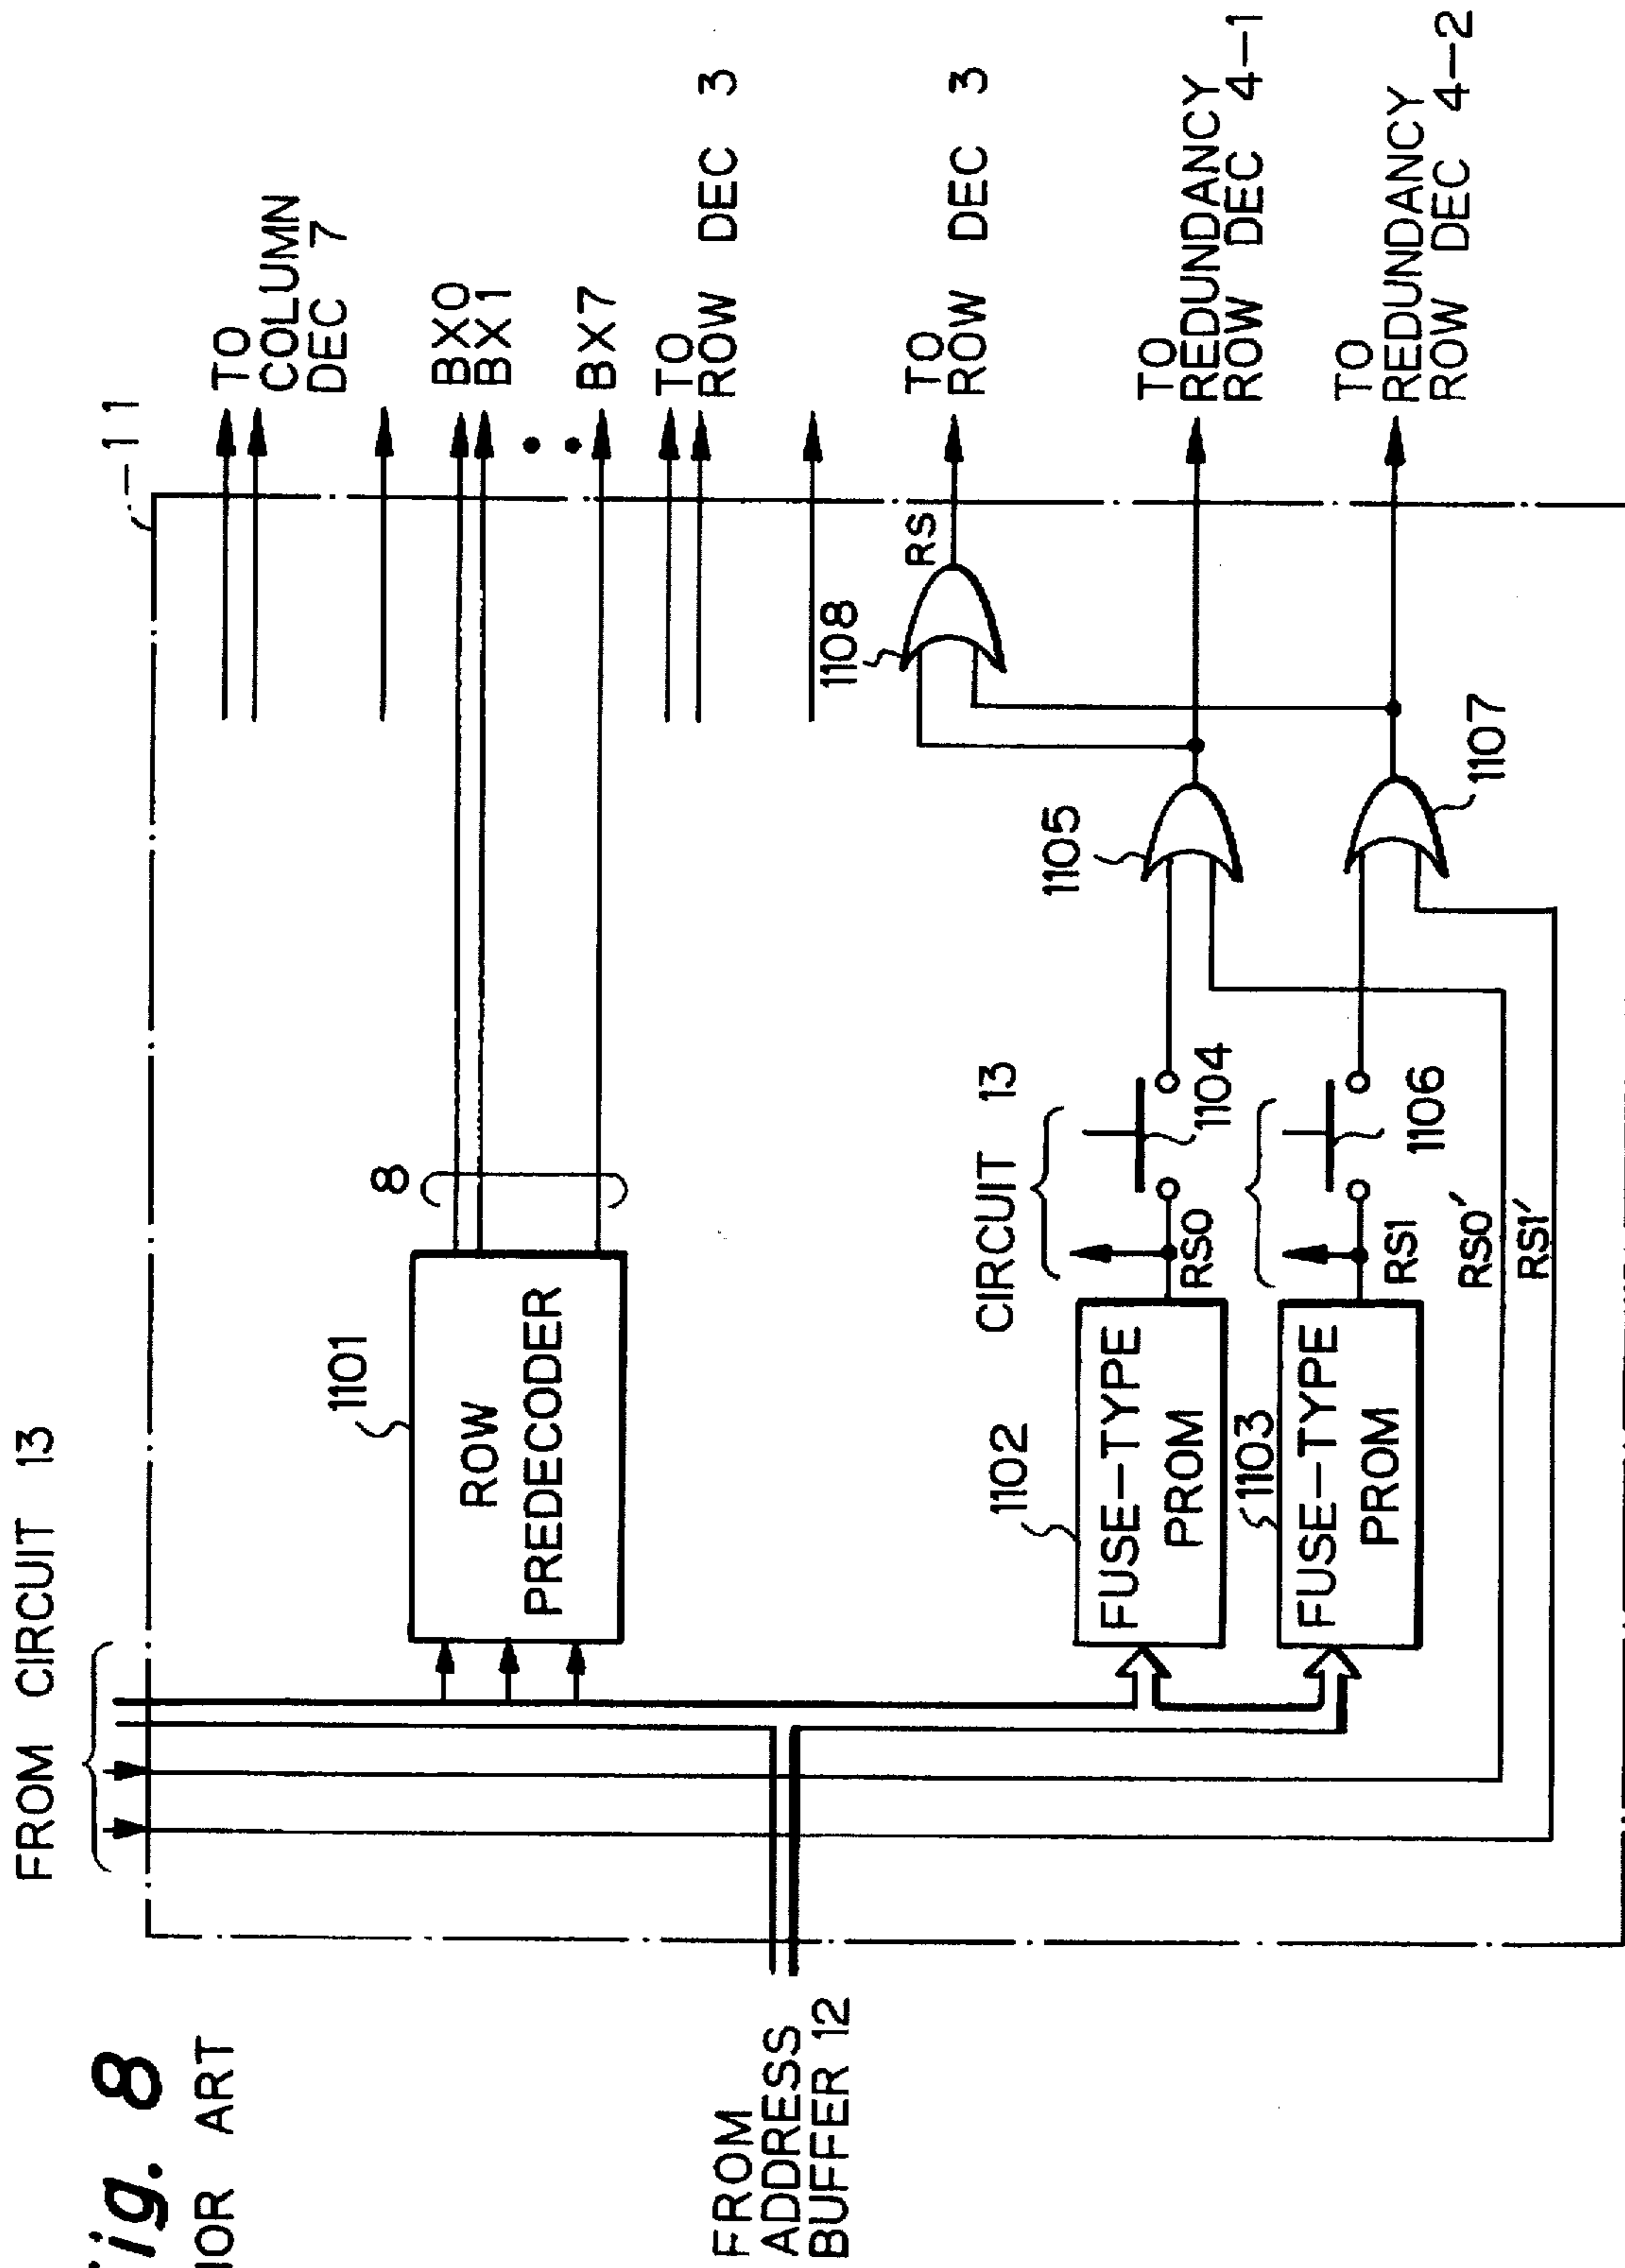 ig. 8
IOR ART
FROM CIRCUIT 13
FROM
ADDRESS
BUFFER 12
11
1101
ROW
PREDECODER
8
TO
COLUMN
DEC 7
BX0
BX1
BX7
TO
ROW DEC 3
1108
RS
TO
ROW DEC 3
1102
FUSE-TYPE
PROM
RS0
CIRCUIT 13
1104
1105
TO
REDUNDANCY
ROW DEC 4-1
1103
FUSE-TYPE
PROM
RS1
1106
1107
TO
REDUNDANCY
ROW DEC 4-2
RS0'
RS1'